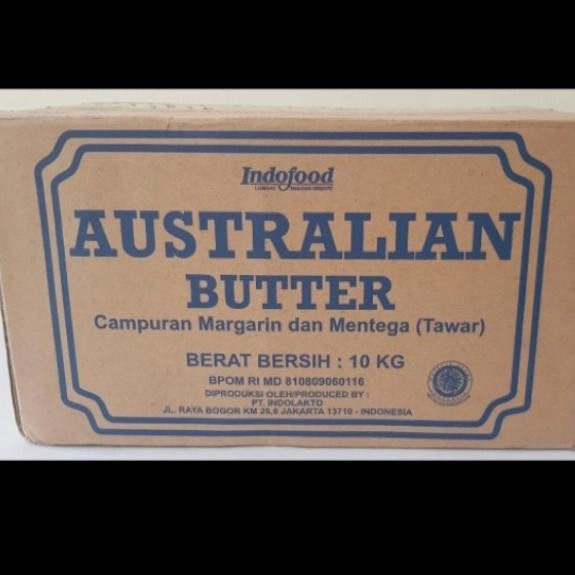 Indofood
AUSTRALIAN
BUTTER
Campuran Margarin dan Mentega (Tawar)
BERAT BERSIH : 10 KG
BPOM RI MD 810809060116
DIPRODUKSI OLEH/PRODUCED BY :
PT. INDOLAKTO
JL. RAYA BOGOR KM 26,6 JAKARTA 13710 - INDONESIA